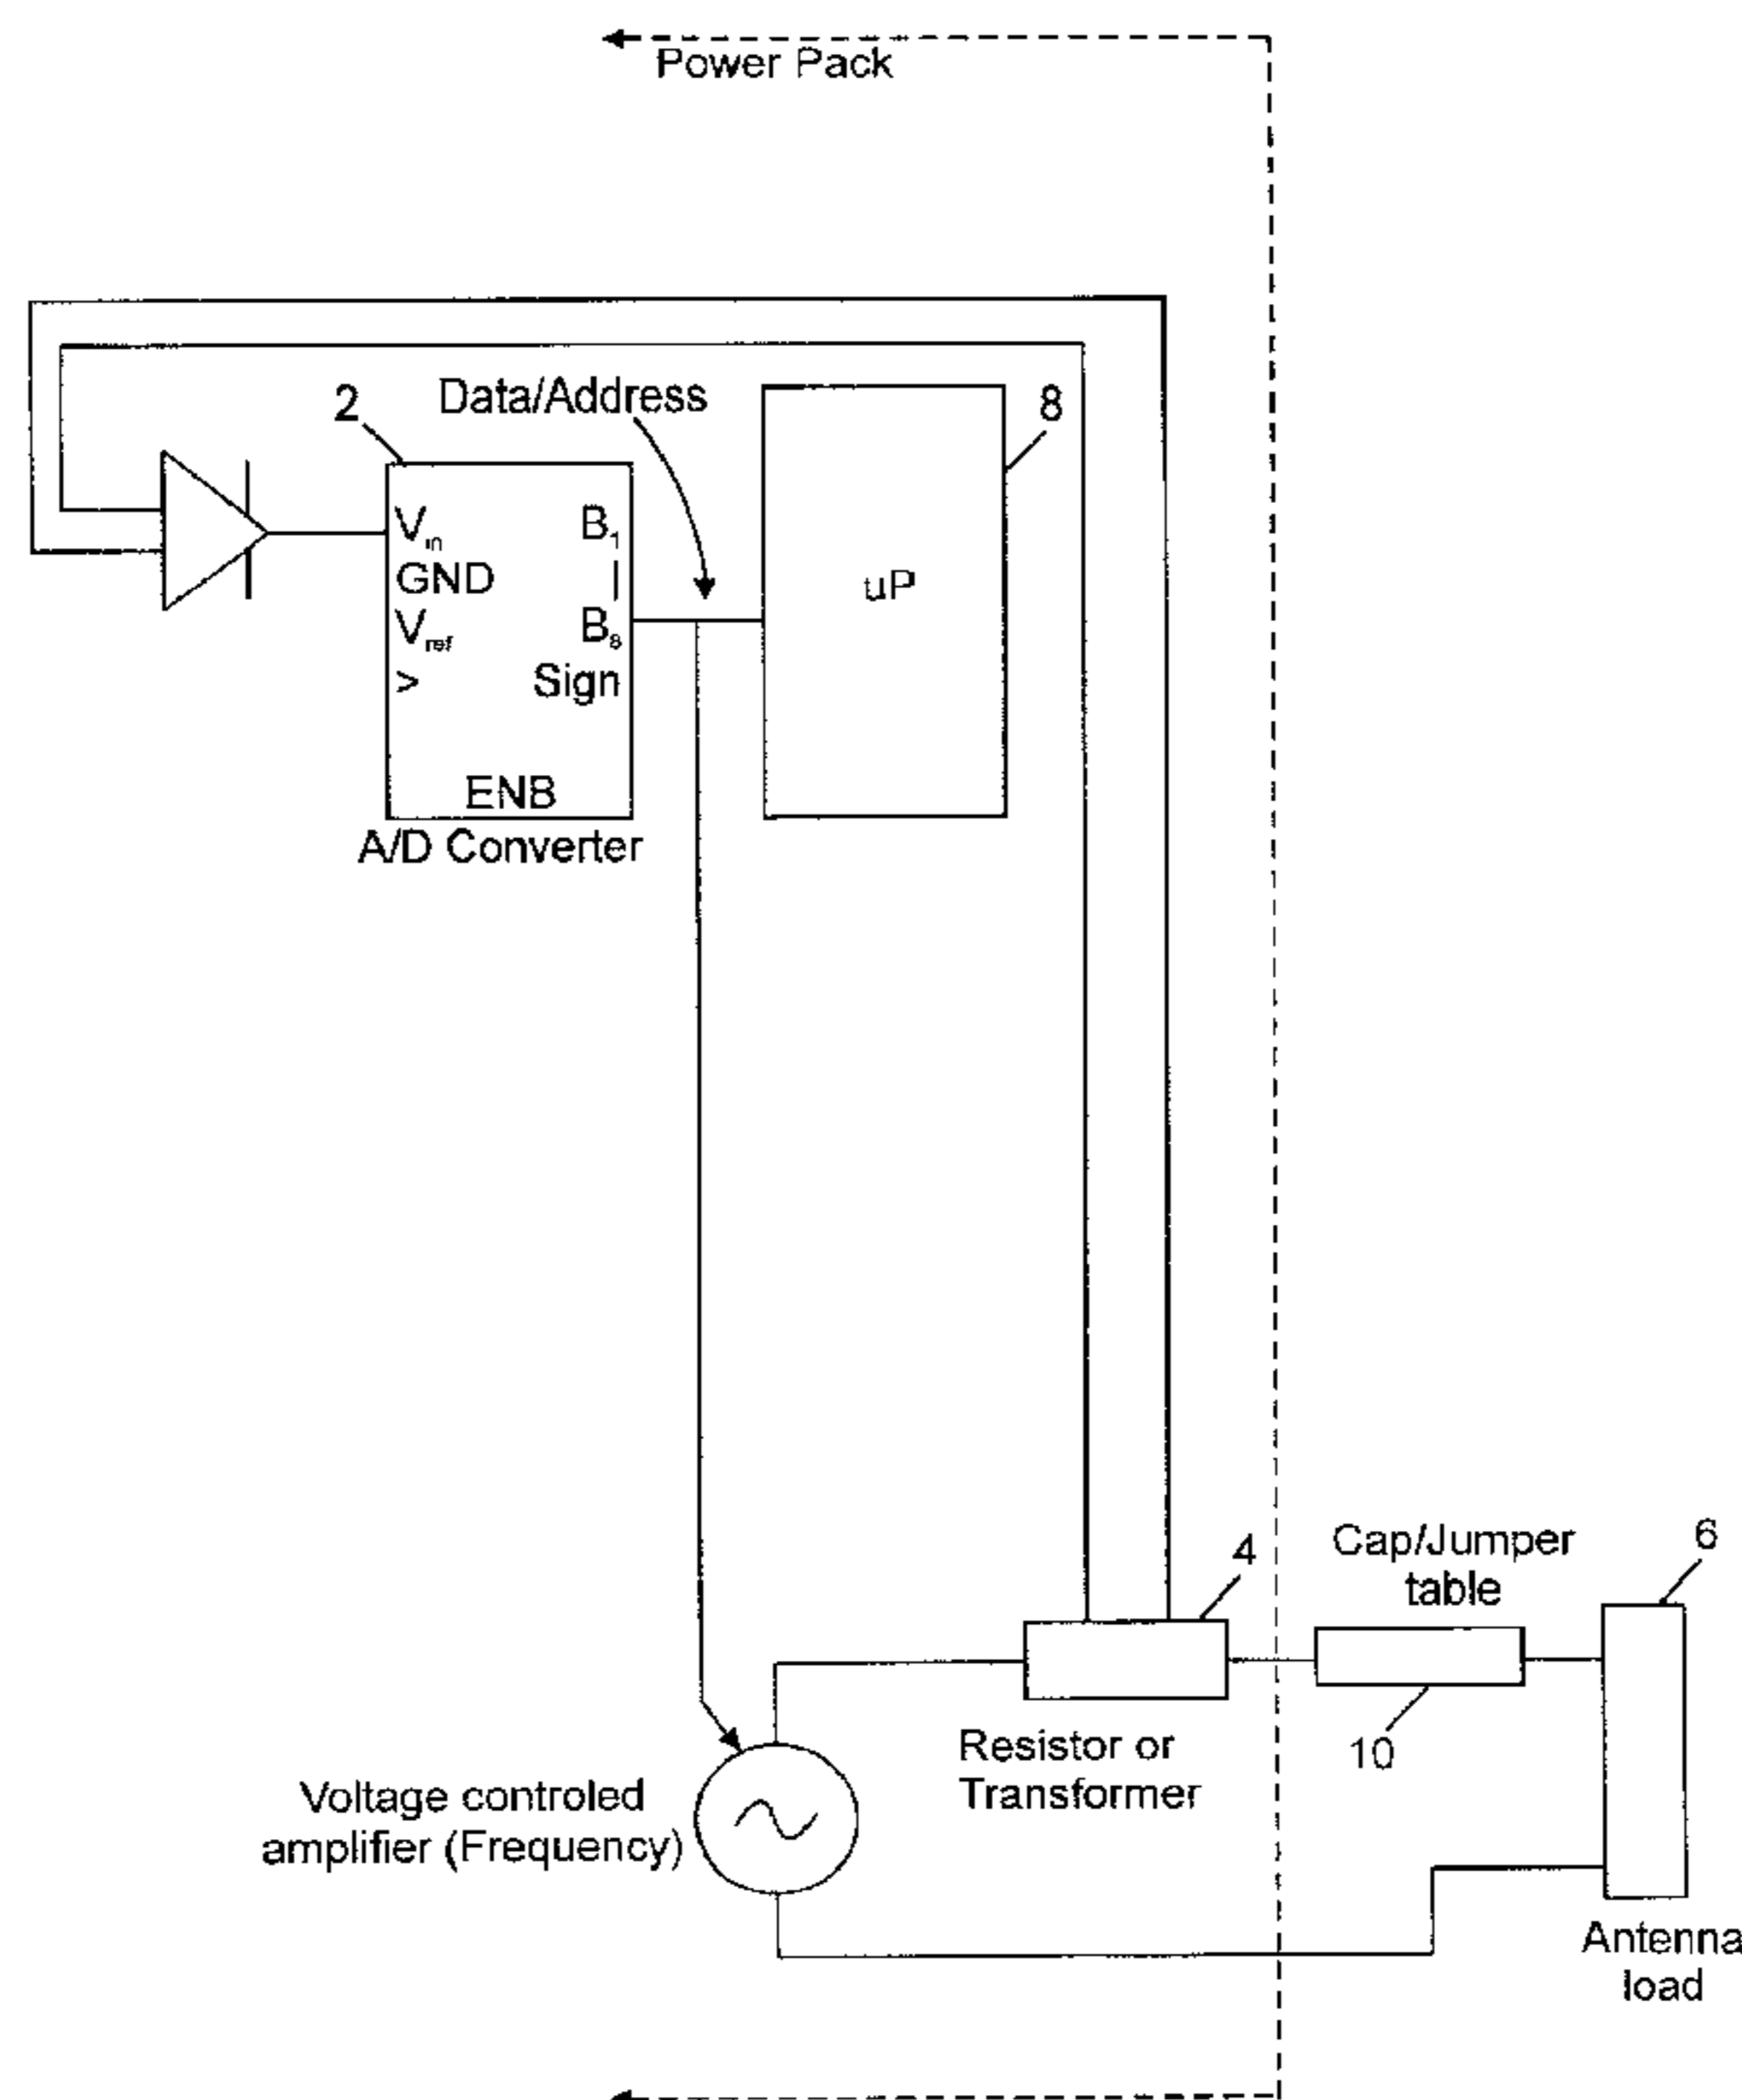 Power Pack
2
Data/Address
8
Vin
B1
GND
Vref
B8
>
Sign
uP
ENB
A/D Converter
Cap/Jumper
table
6
4
10
Resistor or
Transformer
Voltage controled
amplifier (Frequency)
Antenna
load